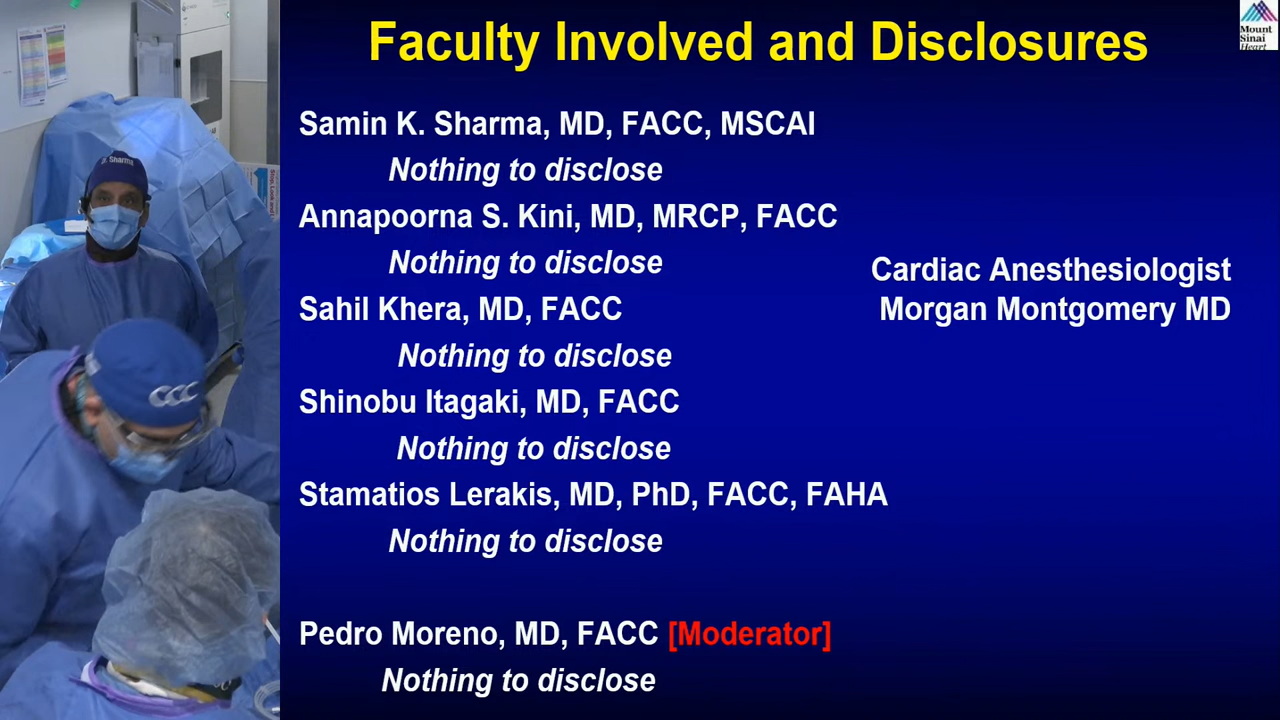 Faculty Involved and Disclosures
Mount
Sinai
Heart
Samin K. Sharma, MD, FACC, MSCAI
Nothing to disclose
Annapoorna S. Kini, MD, MRCP, FACC
Nothing to disclose
Sahil Khera, MD, FACC
Nothing to disclose
Shinobu Itagaki, MD, FACC
Nothing to disclose
Stamatios Lerakis, MD, PhD, FACC, FAHA
Nothing to disclose
Pedro Moreno, MD, FACC [Moderator]
Nothing to disclose
Cardiac Anesthesiologist
Morgan Montgomery MD
Dr. Sharma
CCC